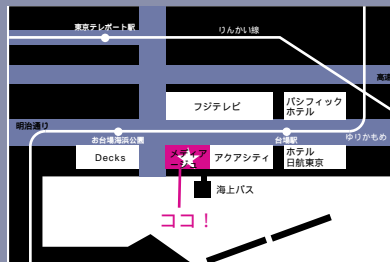 東京テレポート駅
りんかい線
高速
フジテレビ
パシフィック
ホテル
明治通り
お台場海浜公園
台場駅
ゆりかもめ
Decks
メディア
ージュ
アクアシティ
ホテル
日航東京
海上バス
ココ！